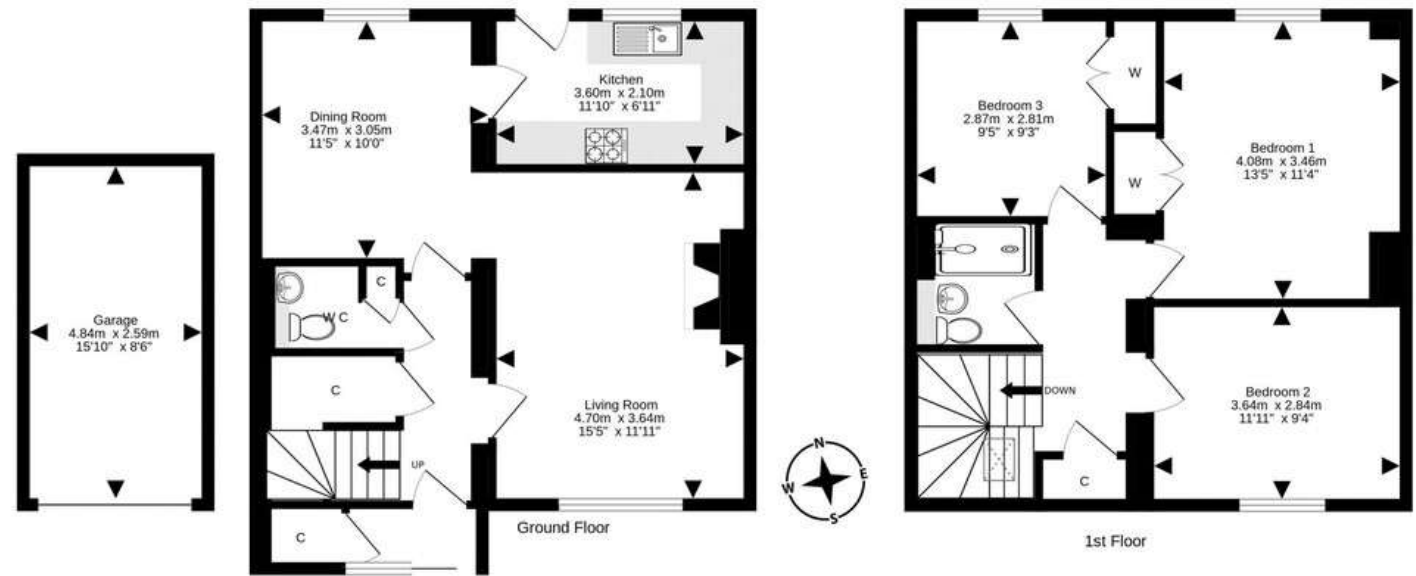 Dining Room
3.47m x 3.05m
11'5" x 10'0"
Kitchen
3.60m x 2.10m
11'10" x 6'11"
Garage
4.84m x 2.59m
15'10" x 8'6"
W C
C
C
UP
C
Living Room
4.70m x 3.64m
15'5" x 11'11"
Ground Floor
N
E
S
W
Bedroom 3
2.87m x 2.81m
9'5" x 9'3"
W
W
Bedroom 1
4.08m x 3.46m
13'5" x 11'4"
DOWN
C
Bedroom 2
3.64m x 2.84m
11'11" x 9'4"
1st Floor